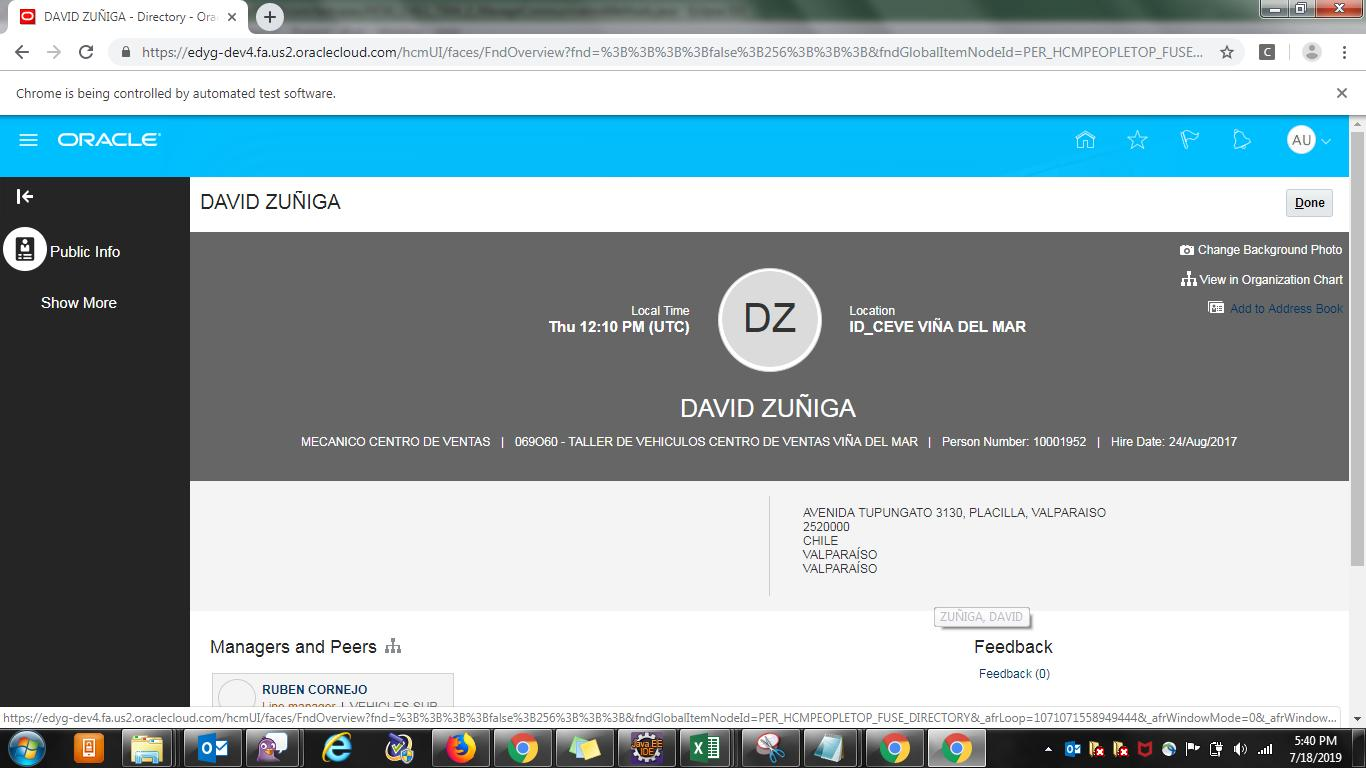 DAVID ZUÑIGA - Directory - Ora
https://edyg-dev4.fa.us2.oraclecloud.com/hcmUI/faces/FndOverview?fnd=%3B%3B%3B%3Bfalse%3B256%3B%3B%3B&fndGlobalItemNodeId=PER_HCMPEOPLETOP_FUSE...
Chrome is being controlled by automated test software.
ORACLE
AU
DAVID ZUÑIGA
Done
Public Info
Show More
Change Background Photo
View in Organization Chart
Add to Address Book
Local Time
Thu 12:10 PM (UTC)
DZ
Location
ID_CEVE VIÑA DEL MAR
DAVID ZUÑIGA
MECANICO CENTRO DE VENTAS | 069O60 - TALLER DE VEHICULOS CENTRO DE VENTAS VIÑA DEL MAR | Person Number: 10001952 | Hire Date: 24/Aug/2017
AVENIDA TUPUNGATO 3130, PLACILLA, VALPARAISO
2520000
CHILE
VALPARAÍSO
VALPARAÍSO
ZUÑIGA, DAVID
Managers and Peers
Feedback
Feedback (0)
RUBEN CORNEJO
Line manager | VEHICLES SUP
https://edyg-dev4.fa.us2.oraclecloud.com/hcmUI/faces/FndOverview?fnd=%3B%3B%3B%3Bfalse%3B256%3B%3B%3B&fndGlobalItemNodeId=PER_HCMPEOPLETOP_FUSE_DIRECTORY&_afrLoop=1071071558949444&_afrWindowMode=0&_afrWindow...
Java EE
IDE
5:40 PM
7/18/2019